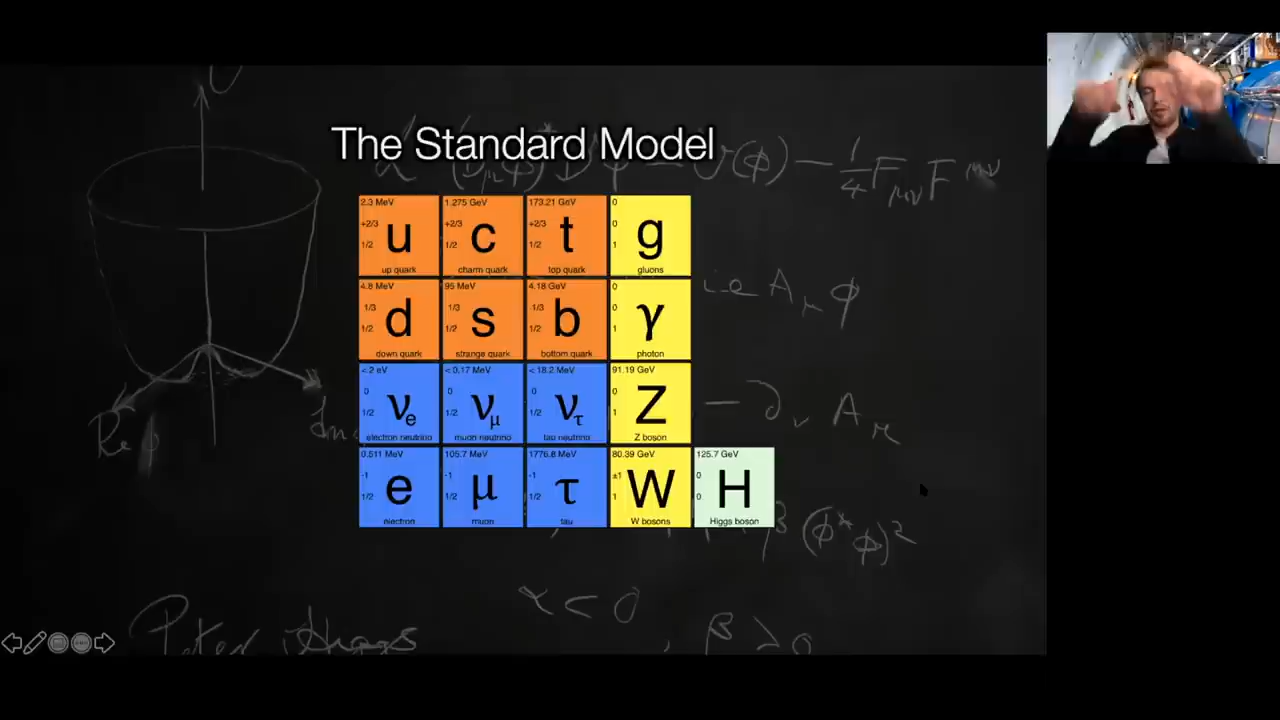 The Standard Model
2.3 MeV 1.275 GeV 173.21 GeV 0
+2/3 +2/3 +2/3 0
u c t g
1/2 1/2 1/2 1
up quark charm quark top quark gluons
4.8 MeV 95 MeV 4.18 GeV 0
-1/3 -1/3 -1/3 0
d s b γ
1/2 1/2 1/2 1
down quark strange quark bottom quark photon
< 2 eV < 0.17 MeV < 18.2 MeV 91.19 GeV
0 0 0 0
νe νμ ντ Z
1/2 1/2 1/2 1
electron neutrino muon neutrino tau neutrino Z boson
0.511 MeV 105.7 MeV 1776.8 MeV 80.39 GeV 125.7 GeV
-1 -1 -1 ±1 0
e μ τ W H
1/2 1/2 1/2 1 0
electron muon tau W bosons Higgs boson
α < 0
Peter Higgs , β > 0